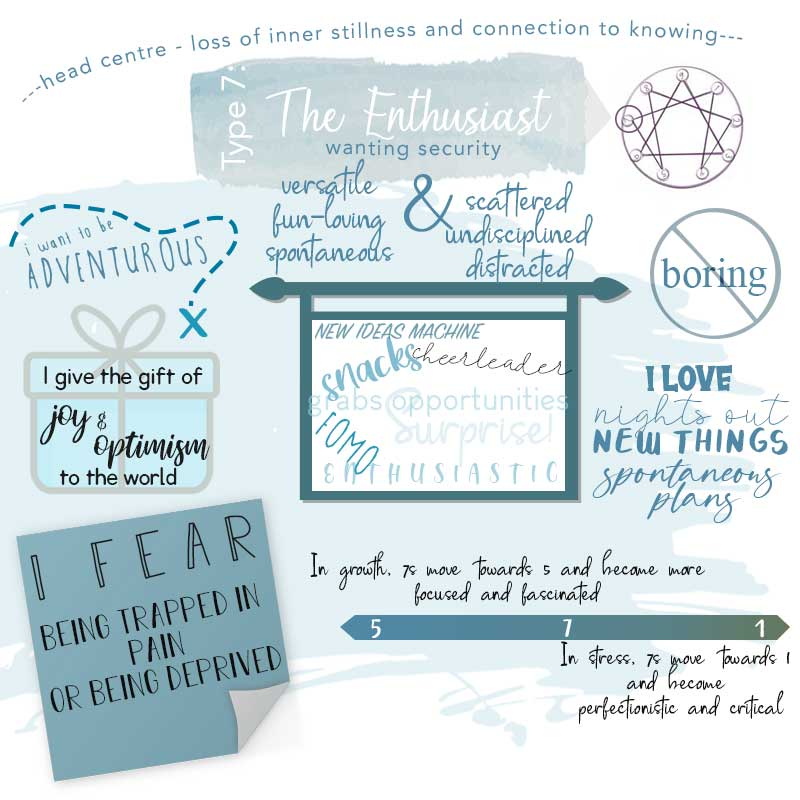 ---head centre - loss of inner stillness and connection to knowing---
Type 7:
The Enthusiast
wanting security
versatile
fun-loving
spontaneous
&
scattered
undisciplined
distracted
i want to be
ADVENTUROUS
X
boring
NEW IDEAS MACHINE
snacks
cheerleader
grabs opportunities
Surprise!
FOMO
ENTHUSIASTIC
I give the gift of
joy &
optimism
to the world
I LOVE
nights out
NEW THINGS
spontaneous
plans
I FEAR
BEING TRAPPED IN
PAIN
OR BEING DEPRIVED
In growth, 7s move towards 5 and become more
focused and fascinated
5 7 1
In stress, 7s move towards 1
and become
perfectionistic and critical